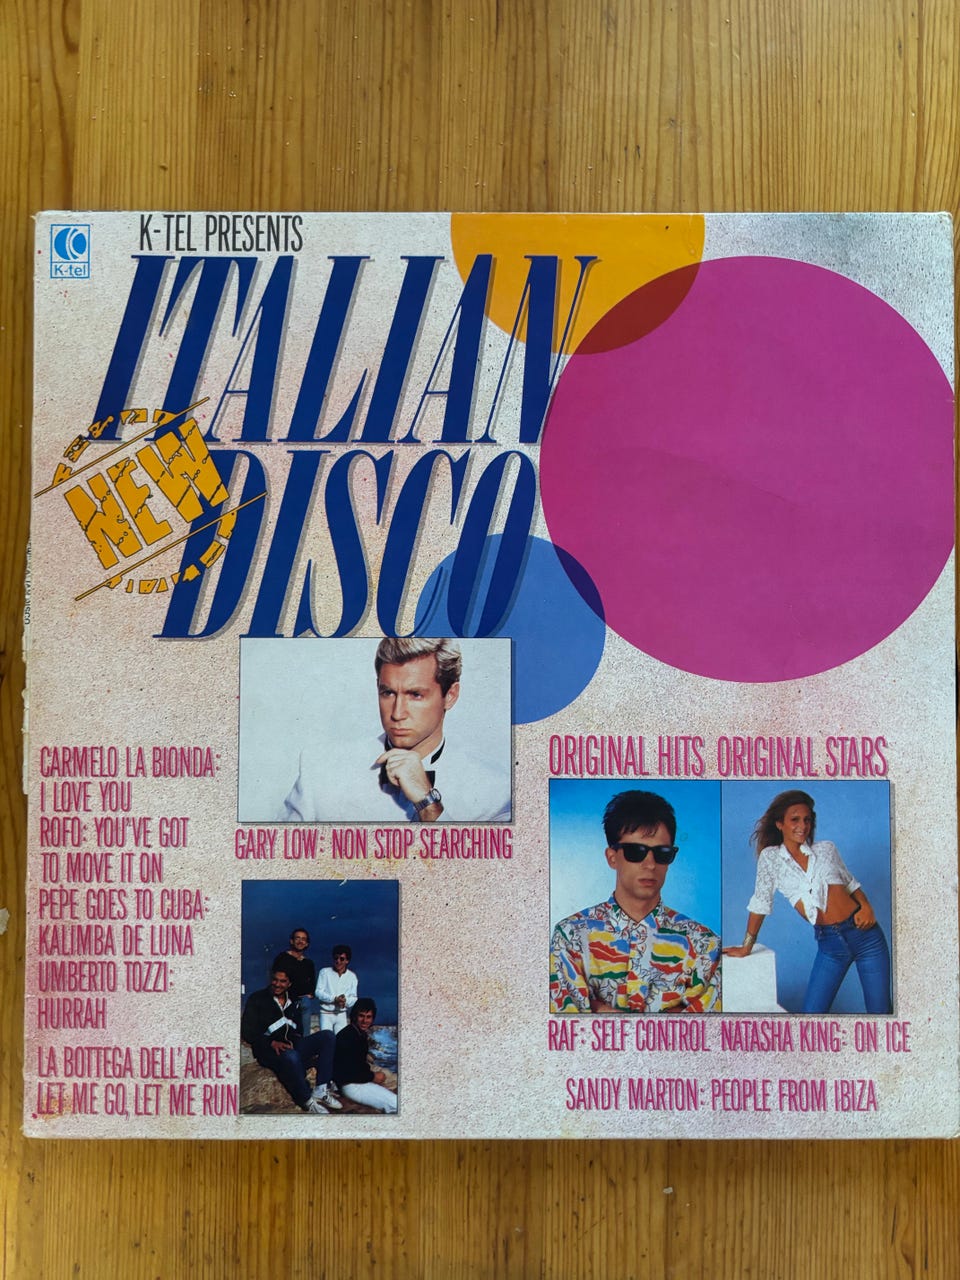 K-tel
K-TEL PRESENTS
ITALIAN
DISCO
NEW
CARMELO LA BIONDA:
I LOVE YOU
ROFO: YOU'VE GOT
TO MOVE IT ON
PEPE GOES TO CUBA:
KALIMBA DE LUNA
UMBERTO TOZZI:
HURRAH
LA BOTTEGA DELL'ARTE:
LET ME GO, LET ME RUN
GARY LOW: NON STOP SEARCHING
ORIGINAL HITS ORIGINAL STARS
RAF: SELF CONTROL NATASHA KING: ON ICE
SANDY MARTON: PEOPLE FROM IBIZA